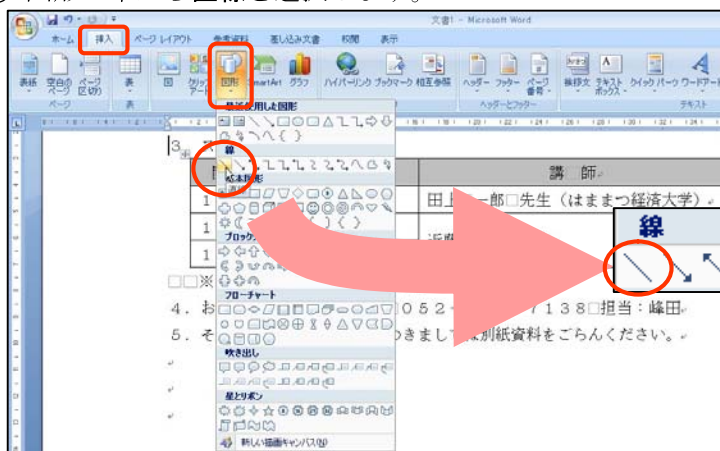 文書1 - Microsoft Word
ホーム 挿入 ページ レイアウト 参考資料 差し込み文書 校閲 表示
表紙 空白のページ ページ区切り 表 図 クリップアート 図形 SmartArt グラフ ハイパーリンク ブックマーク 相互参照 ヘッダー フッター ページ番号 挨拶文 テキストボックス クイック パーツ ワードアート
ページ 表 ヘッダーとフッター テキスト
最近使用した図形
3
線
講 師
基本図形
田上 一郎□先生（はままつ経済大学）
線
ブロック
□□※
フローチャート
4．お 052 7138□担当：峰田
5．そ つきましては別紙資料をごらんください。
吹き出し
星とリボン
新しい描画キャンバス(N)